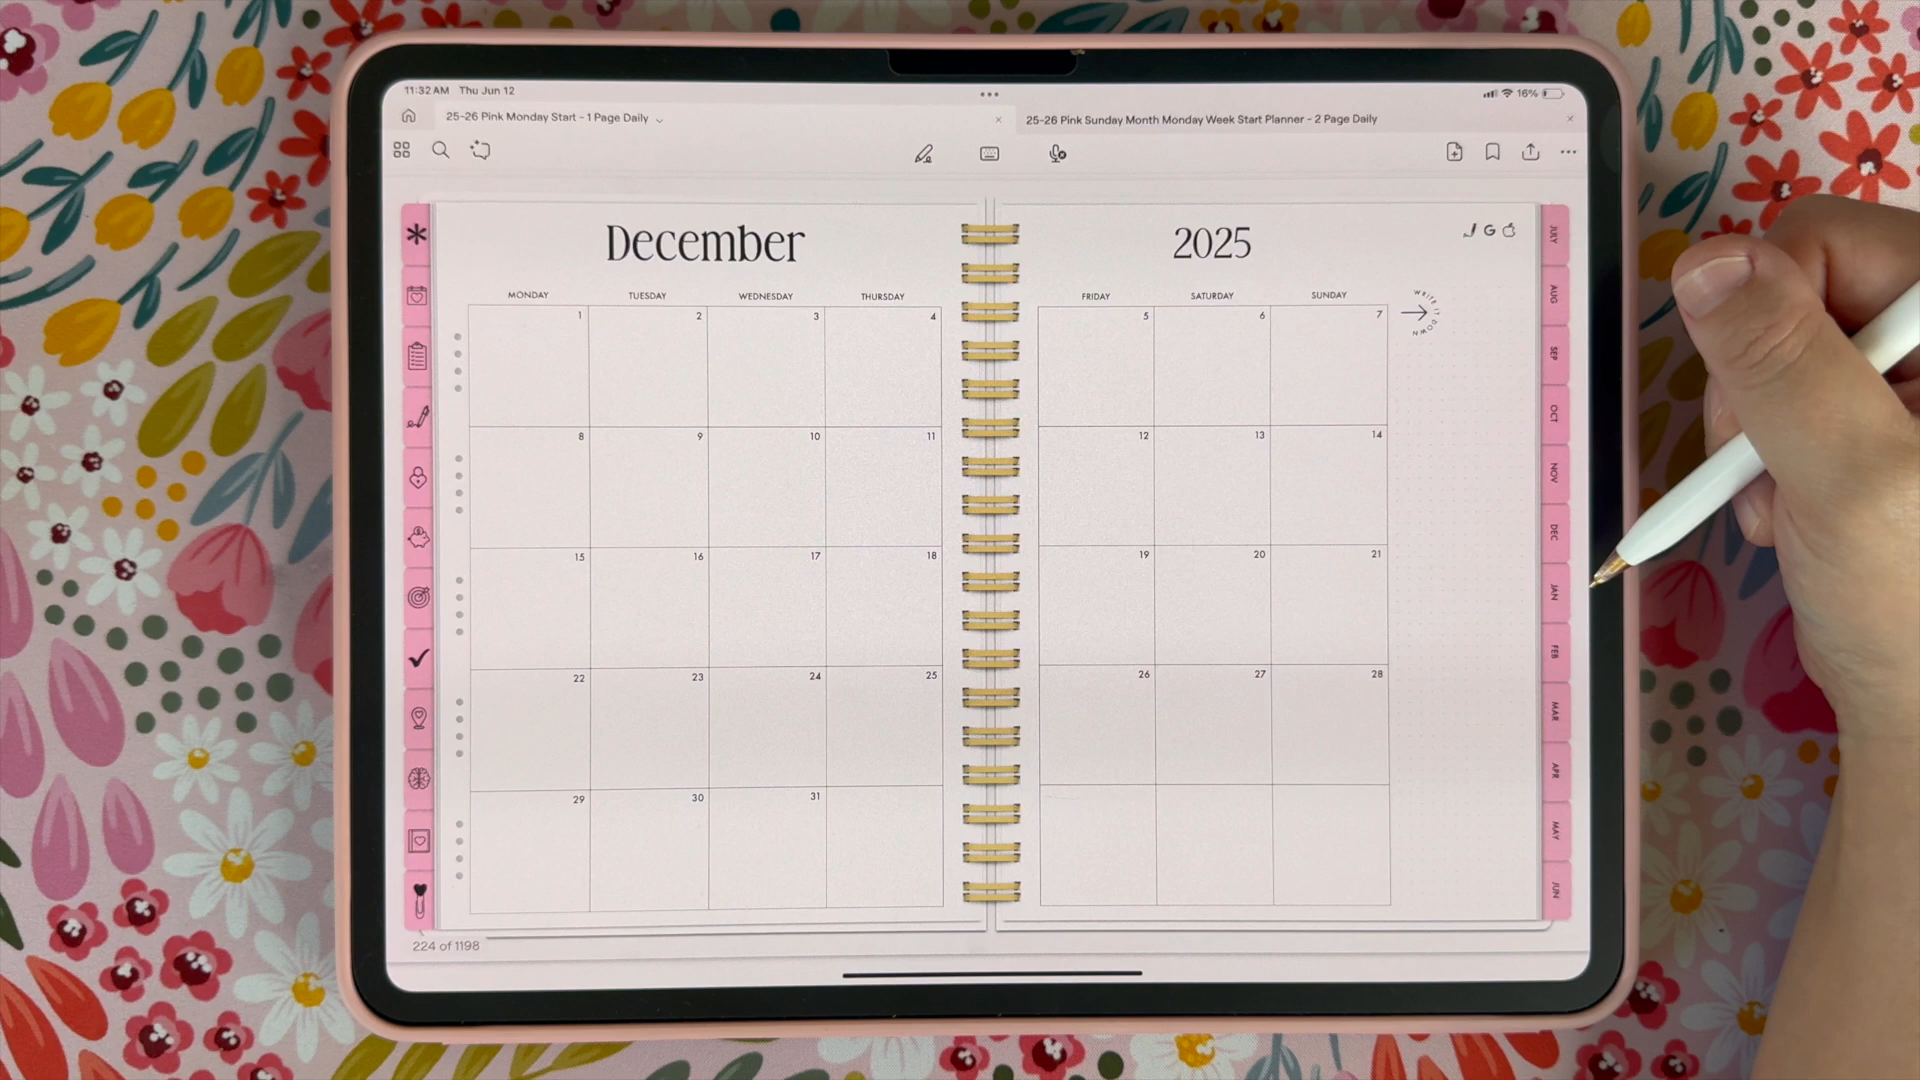 11:32 AM Thu Jun 12
16%
25-26 Pink Monday Start - 1 Page Daily
25-26 Pink Sunday Month Monday Week Start Planner - 2 Page Daily
December
2025
G
MONDAY TUESDAY WEDNESDAY THURSDAY FRIDAY SATURDAY SUNDAY
WRITE IT DOWN
1 2 3 4 5 6 7
8 9 10 11 12 13 14
15 16 17 18 19 20 21
22 23 24 25 26 27 28
29 30 31
JULY
AUG
SEP
OCT
NOV
DEC
JAN
FEB
MAR
APR
MAY
JUN
224 of 1198